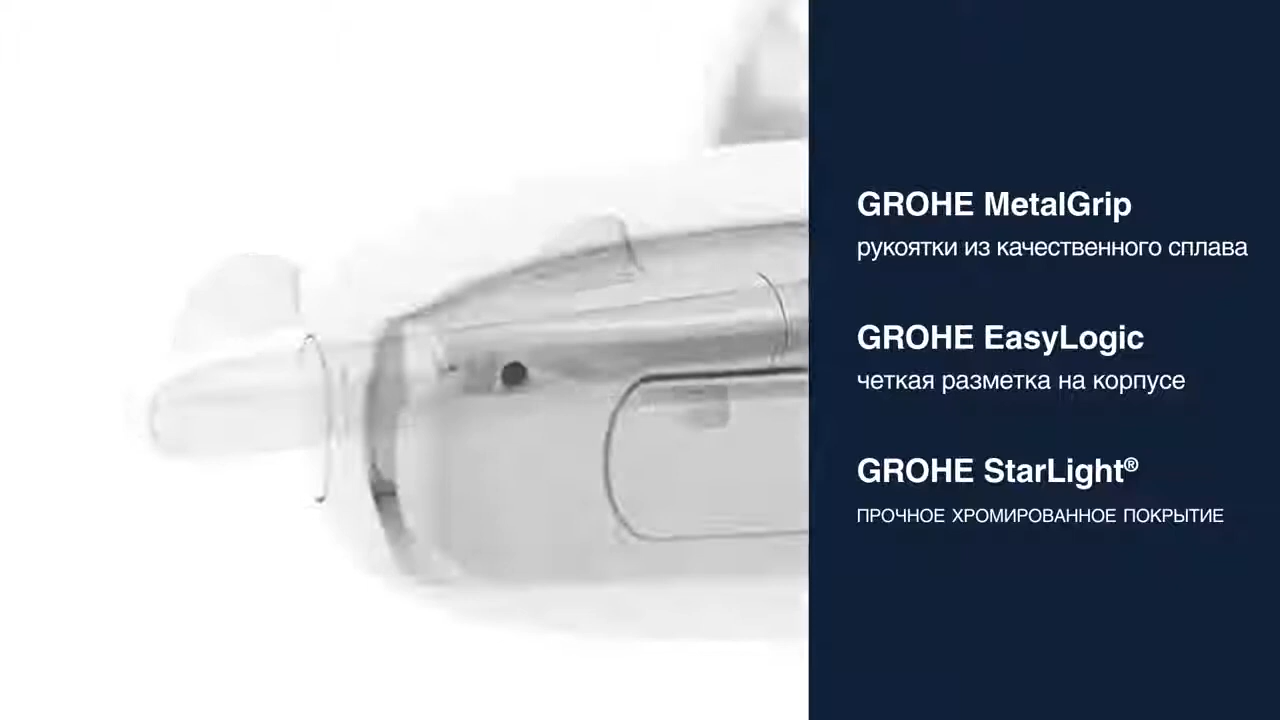 GROHE MetalGrip
рукоятки из качественного сплава
GROHE EasyLogic
четкая разметка на корпусе
GROHE StarLight®
ПРОЧНОЕ ХРОМИРОВАННОЕ ПОКРЫТИЕ